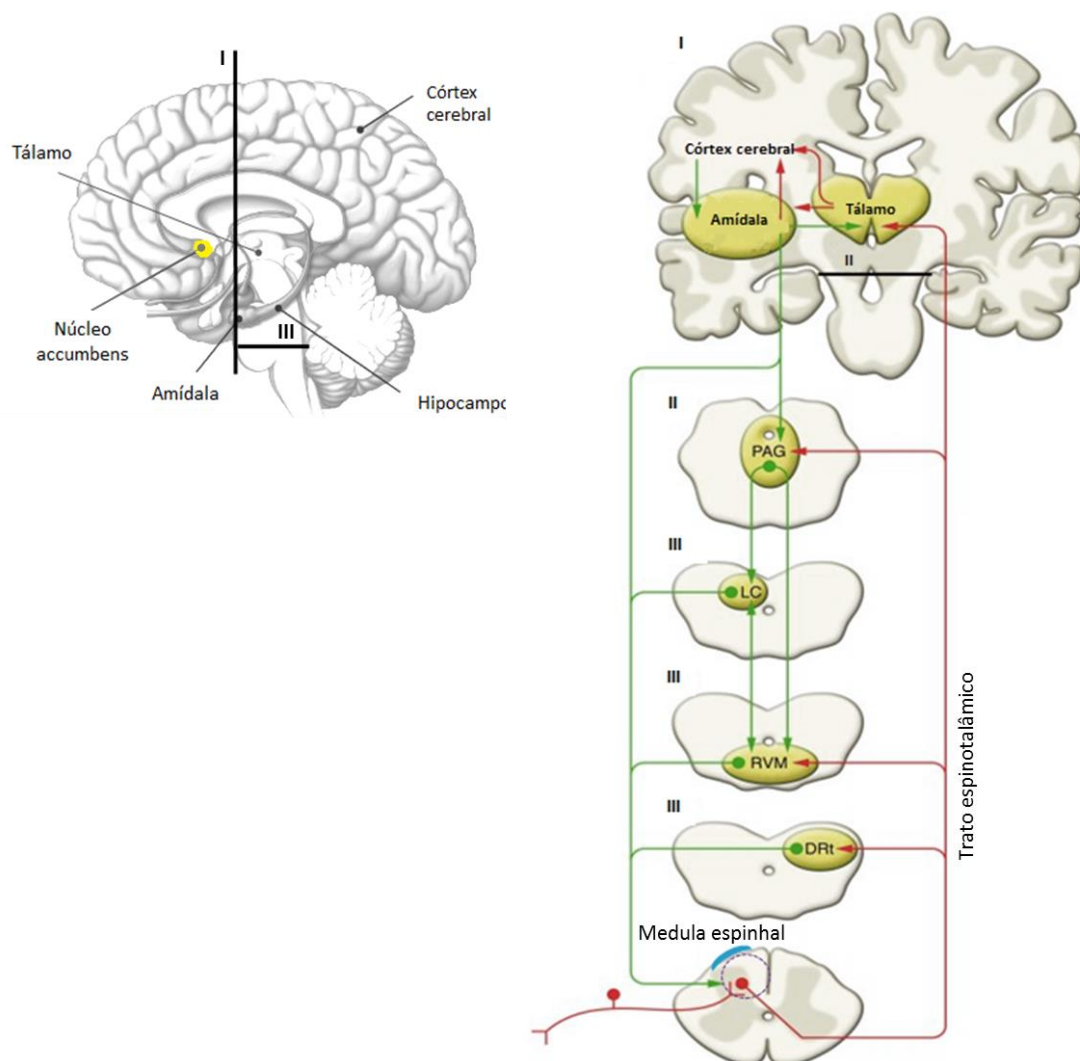 I
Córtex
cerebral
Tálamo
Núcleo
accumbens
III
Amídala
Hipocampo
I
Córtex cerebral
Amídala
Tálamo
II
II
PAG
III
LC
III
RVM
III
DRt
Trato espinotalâmico
Medula espinhal